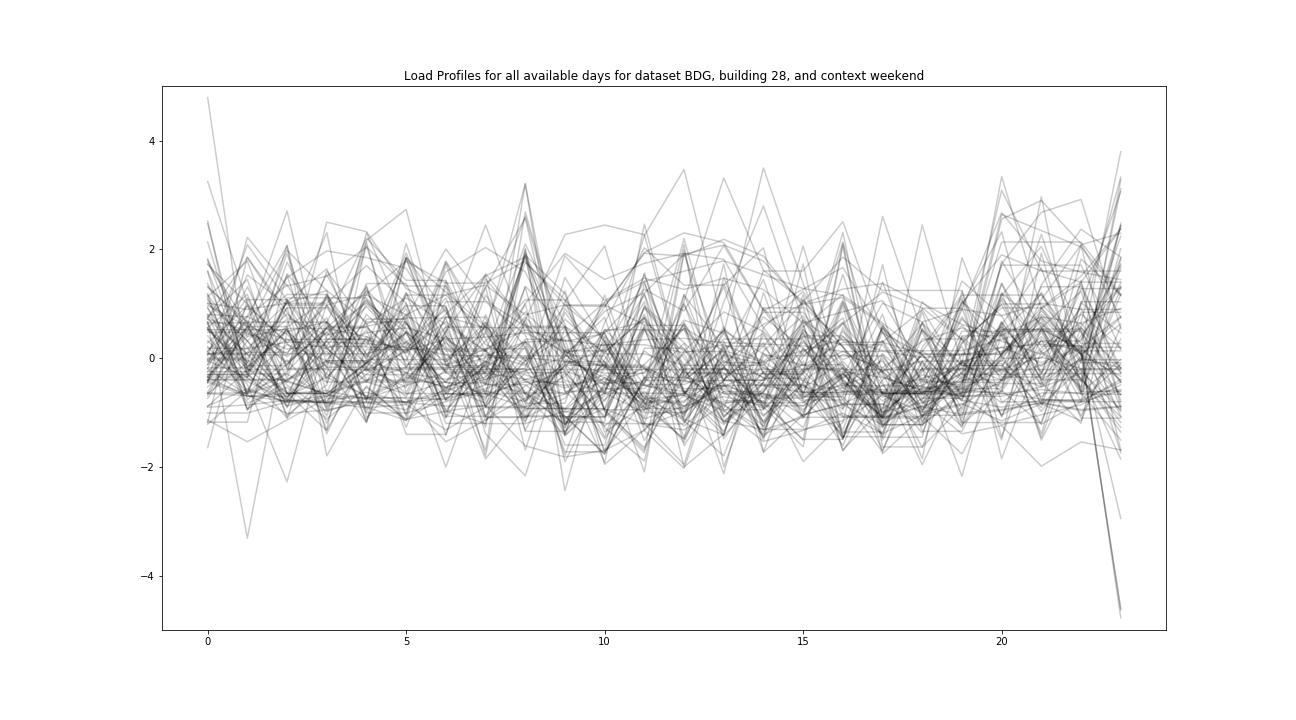 Load Profiles for all available days for dataset BDG, building 28, and context weekend
4
2
0
−2
−4
0 5 10 15 20